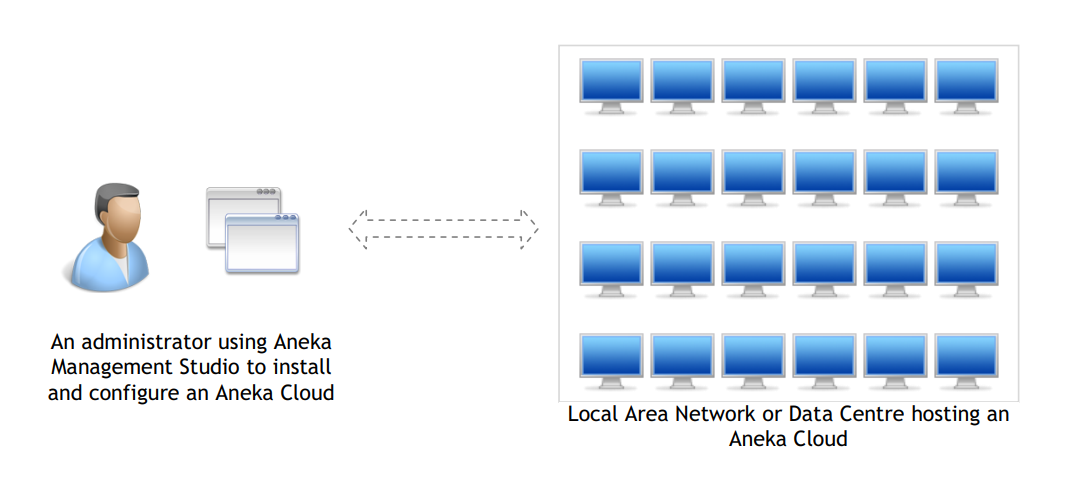 An administrator using Aneka
Management Studio to install
and configure an Aneka Cloud
Local Area Network or Data Centre hosting an
Aneka Cloud